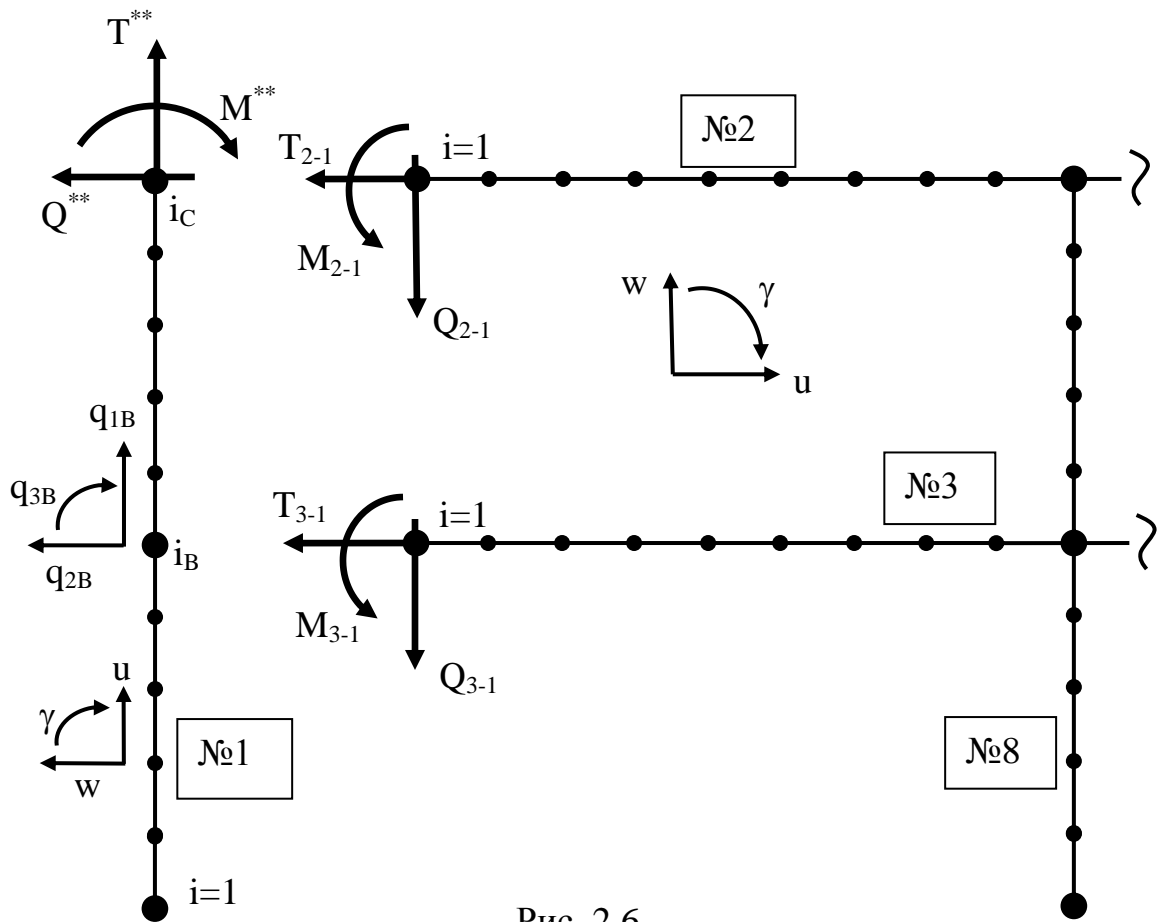 T**
M**
№2
T2-1
i=1
Q**
iC
M2-1
w
γ
Q2-1
u
q1B
№3
q3B
T3-1
i=1
q2B
iB
M3-1
u
Q3-1
γ
№1
№8
w
i=1
Рис. 2.6